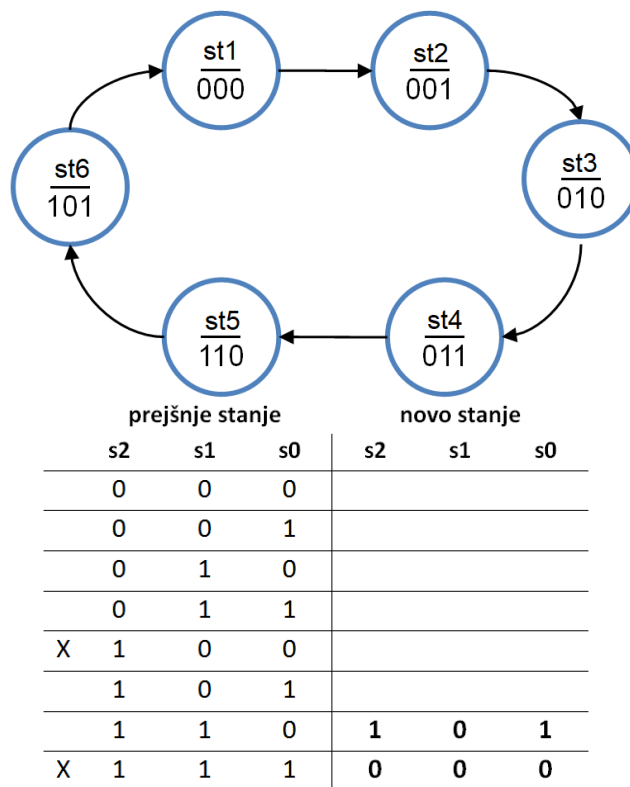 st1
000
st2
001
st3
010
st4
011
st5
110
st6
101
prejšnje stanje novo stanje
s2 s1 s0 s2 s1 s0
0 0 0
0 0 1
0 1 0
0 1 1
X 1 0 0
1 0 1
1 1 0 1 0 1
X 1 1 1 0 0 0